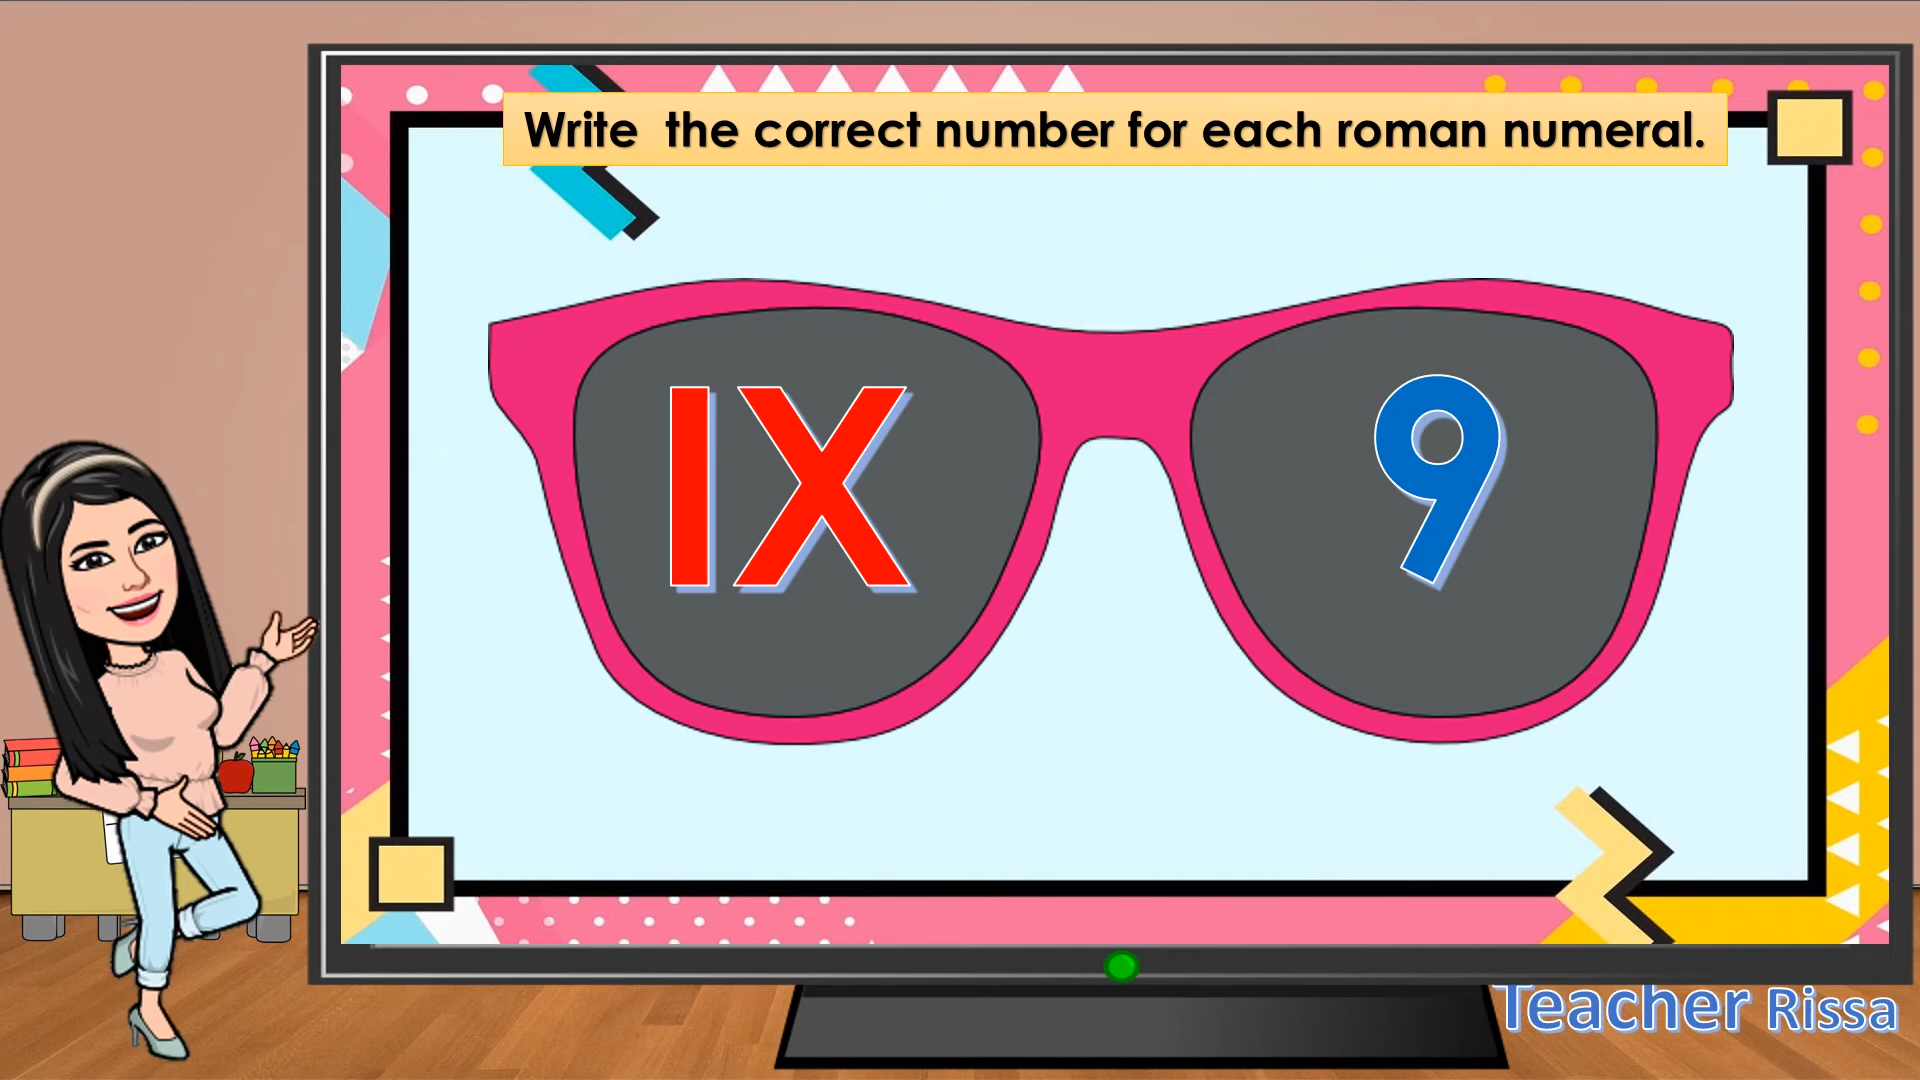 Write  the correct number for each roman numeral.
IX
9
Teacher Rissa